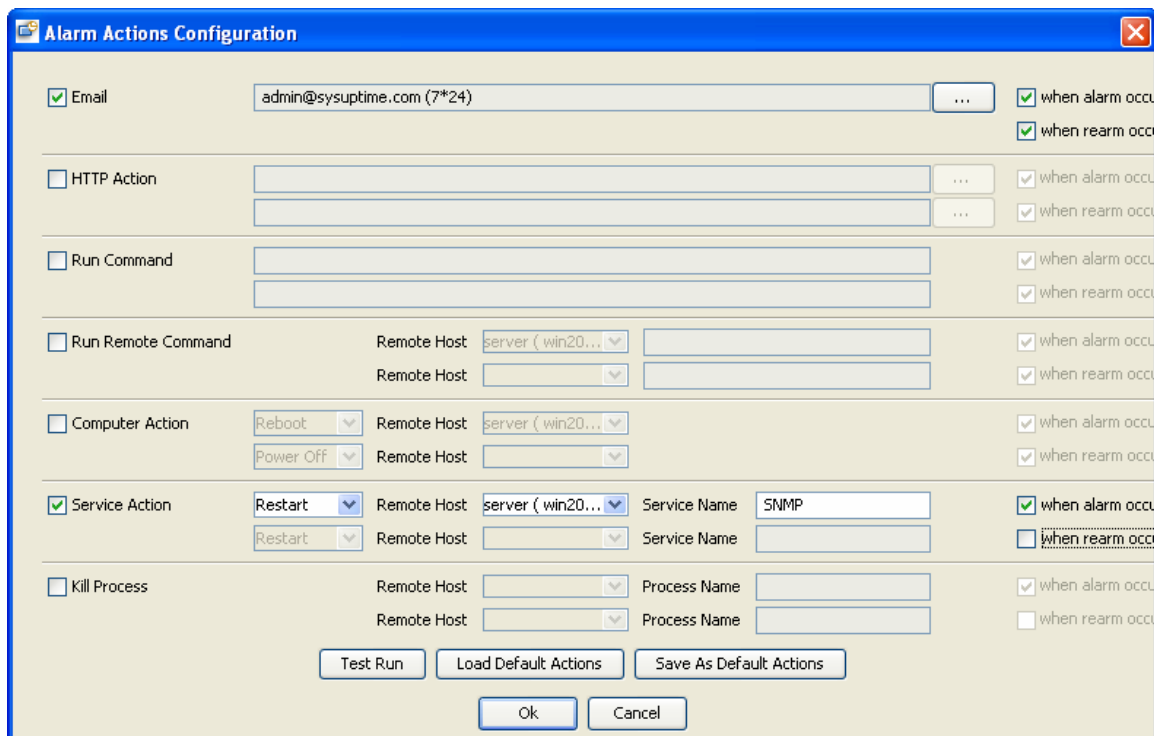 Alarm Actions Configuration
Email admin@sysuptime.com (7*24) ... when alarm occu
when rearm occu
HTTP Action ... when alarm occu
... when rearm occu
Run Command when alarm occu
when rearm occu
Run Remote Command Remote Host server ( win20... when alarm occu
Remote Host when rearm occu
Computer Action Reboot Remote Host server ( win20... when alarm occu
Power Off Remote Host when rearm occu
Service Action Restart Remote Host server ( win20... Service Name SNMP when alarm occu
Restart Remote Host Service Name when rearm occu
Kill Process Remote Host Process Name when alarm occu
Remote Host Process Name when rearm occu
Test Run Load Default Actions Save As Default Actions
Ok Cancel